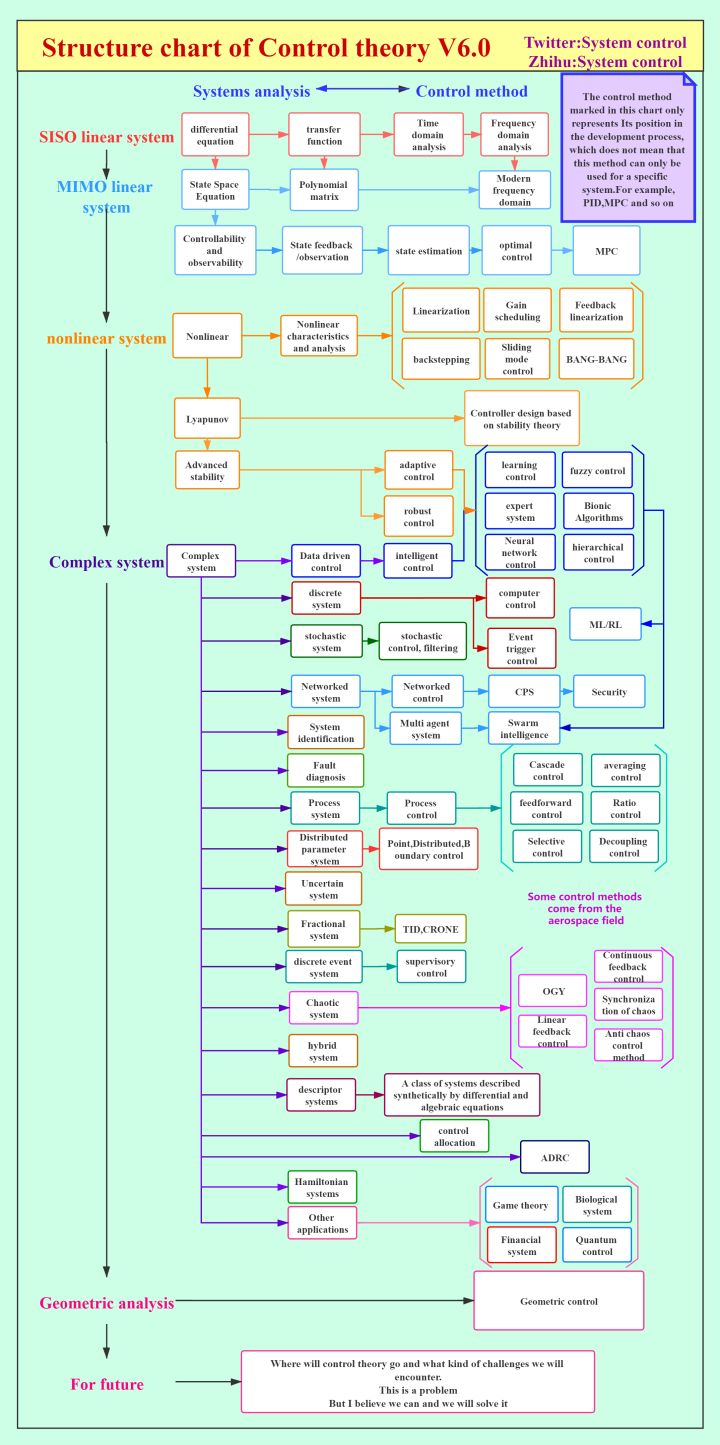 Structure chart of Control theory V6.0
Twitter:System control
Zhihu:System control
Systems analysis
Control method
The control method
marked in this chart only
represents Its position in
the development process,
which does not mean that
this method can only be
used for a specific
system.For example,
PID,MPC and so on
SISO linear system
differential
equation
transfer
function
Time
domain
analysis
Frequency
domain
analysis
MIMO linear
system
State Space
Equation
Polynomial
matrix
Modern
frequency
domain
Controllability
and
observability
State feedback
/observation
state estimation
optimal
control
MPC
nonlinear system
Nonlinear
Nonlinear
characteristics
and analysis
Linearization
Gain
scheduling
Feedback
linearization
backstepping
Sliding
mode
control
BANG-BANG
Lyapunov
Controller design based
on stability theory
Advanced
stability
adaptive
control
robust
control
learning
control
fuzzy control
expert
system
Bionic
Algorithms
Neural
network
control
hierarchical
control
Complex system
Complex
system
Data driven
control
intelligent
control
discrete
system
computer
control
ML/RL
stochastic
system
stochastic
control, filtering
Event
trigger
control
Networked
system
Networked
control
CPS
Security
Multi agent
system
Swarm
intelligence
System
identification
Fault
diagnosis
Process
system
Process
control
Cascade
control
averaging
control
feedforward
control
Ratio
control
Selective
control
Decoupling
control
Distributed
parameter
system
Point,Distributed,B
oundary control
Uncertain
system
Some control methods
come from the
aerospace field
Fractional
system
TID,CRONE
discrete event
system
supervisory
control
Chaotic
system
OGY
Continuous
feedback
control
Synchroniza
tion of chaos
Linear
feedback
control
Anti chaos
control
method
hybrid
system
descriptor
systems
A class of systems described
synthetically by differential and
algebraic equations
control
allocation
ADRC
Hamiltonian
systems
Other
applications
Game theory
Biological
system
Financial
system
Quantum
control
Geometric analysis
Geometric control
For future
Where will control theory go and what kind of challenges we will
encounter.
This is a problem
But I believe we can and we will solve it